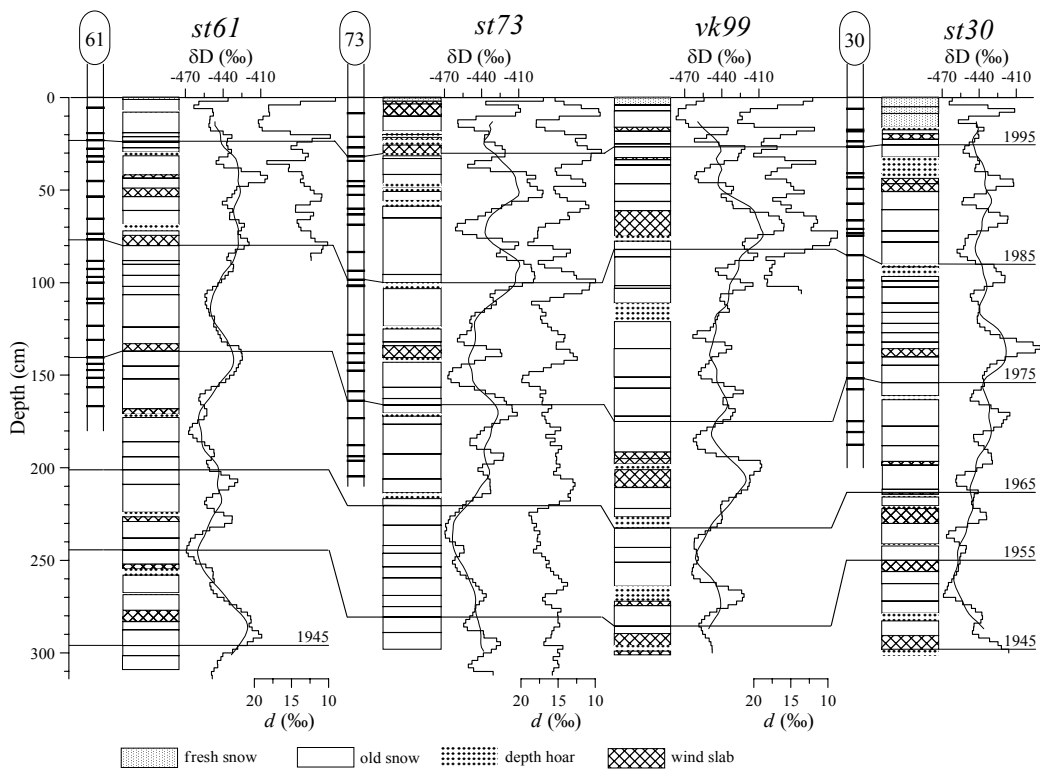 st61 st73 vk99 st30
61 δD (‰) 73 δD (‰) δD (‰) 30 δD (‰)
-470 -440 -410 -470 -440 -410 -470 -440 -410 -470 -440 -410
0
1995
50
1985
100
1975
150
Depth (cm)
200
1965
1955
250
1945 1945
300
20 15 10 20 15 10 20 15 10
d (‰) d (‰) d (‰)
fresh snow old snow depth hoar wind slab